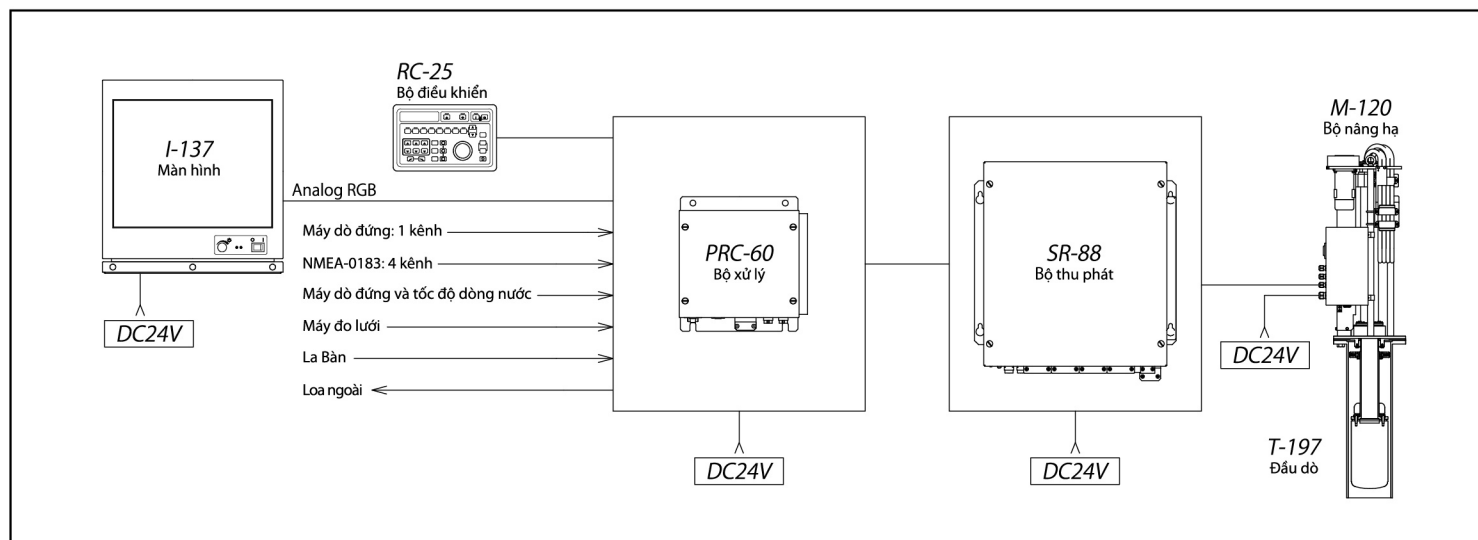 RC-25
Bộ điều khiển
M-120
Bộ nâng hạ
I-137
Màn hình
Analog RGB
Máy dò đứng: 1 kênh
NMEA-0183: 4 kênh
Máy dò đứng và tốc độ dòng nước
Máy đo lưới
La Bàn
Loa ngoài
DC24V
PRC-60
Bộ xử lý
DC24V
SR-88
Bộ thu phát
DC24V
DC24V
T-197
Đầu dò